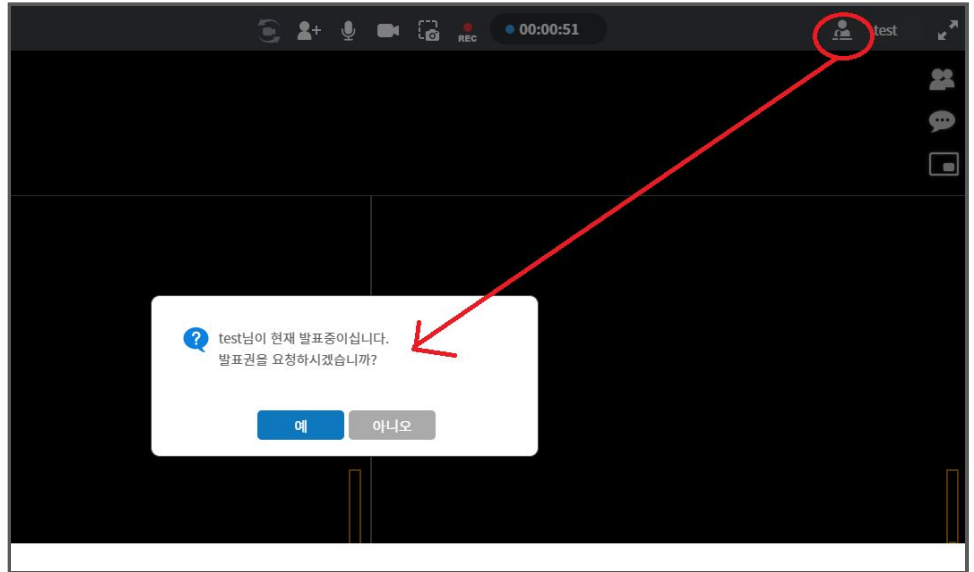 REC
00:00:51
test
test님이 현재 발표중이십니다.
발표권을 요청하시겠습니까?
예
아니오